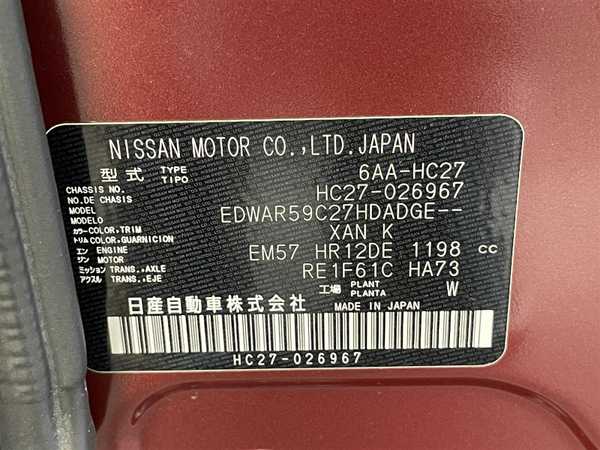 NISSAN MOTOR CO.,LTD.JAPAN
型式 TYPE TIPO 6AA-HC27
CHASSIS NO. NO.DE CHASIS HC27-026967
MODEL MODELO EDWAR59C27HDADGE--
カラー COLOR,TRIM トリム COLOR,GUARNICION XAN K
エン ENGINE ジン MOTOR EM57 HR12DE 1198 cc
ミッション TRANS.,AXLE アクスル TRANS.,EJE RE1F61C HA73
工場 PLANT PLANTA W
日産自動車株式会社 MADE IN JAPAN
HC27-026967